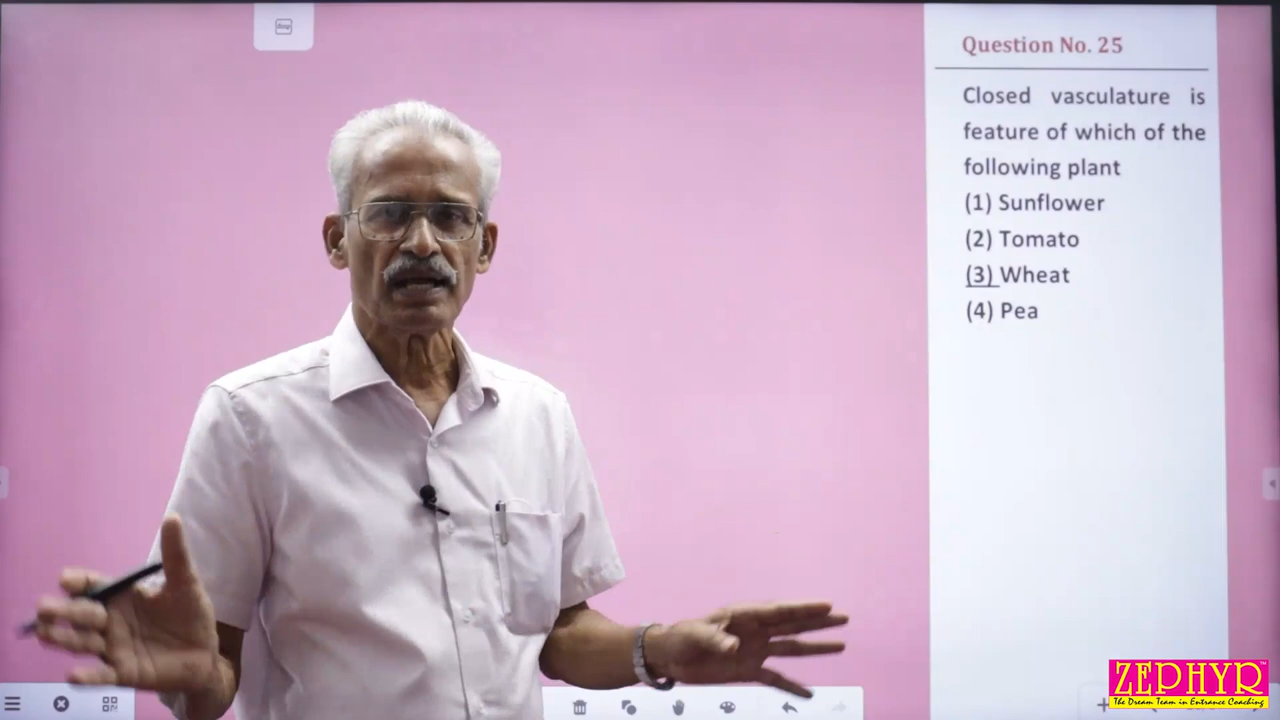 Question No. 25
Closed vasculature is
feature of which of the
following plant
(1) Sunflower
(2) Tomato
(3) Wheat
(4) Pea
ZEPHYR™
The Dream Team in Entrance Coaching